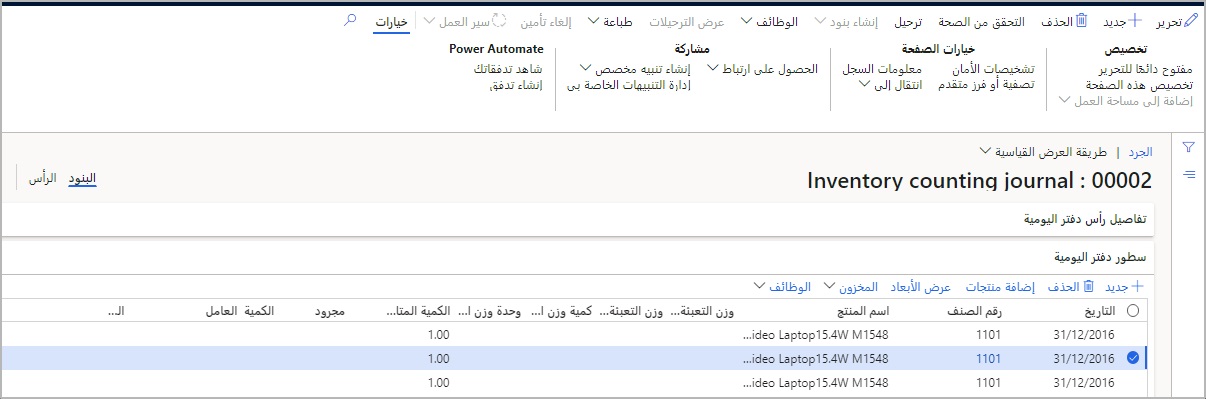 تحرير جديد الحذف التحقق من الصحة ترحيل إنشاء بنود الوظائف عرض الترحيلات طباعة إلغاء تأمين سير العمل خيارات
تخصيص
مفتوح دائمًا للتحرير
تخصيص هذه الصفحة
إضافة إلى مساحة العمل
خيارات الصفحة
تشخيصات الأمان
تصفية أو فرز متقدم
معلومات السجل
انتقال إلى
مشاركة
الحصول على ارتباط
إنشاء تنبيه مخصص
إدارة التنبيهات الخاصة بي
Power Automate
شاهد تدفقاتك
إنشاء تدفق
الجرد | طريقة العرض القياسية
Inventory counting journal : 00002
البنود الرأس
تفاصيل رأس دفتر اليومية
سطور دفتر اليومية
جديد الحذف إضافة منتجات عرض الأبعاد المخزون الوظائف
التاريخ رقم الصنف اسم المنتج وزن التعبئة... وزن التعبئة... كمية وزن ا... وحدة وزن ا... الكمية المتا... مجرود الكمية العامل الـ...
31/12/2016 1101 ...ideo Laptop15.4W M1548 1.00
31/12/2016 1101 ...ideo Laptop15.4W M1548 1.00
31/12/2016 1101 ...ideo Laptop15.4W M1548 1.00